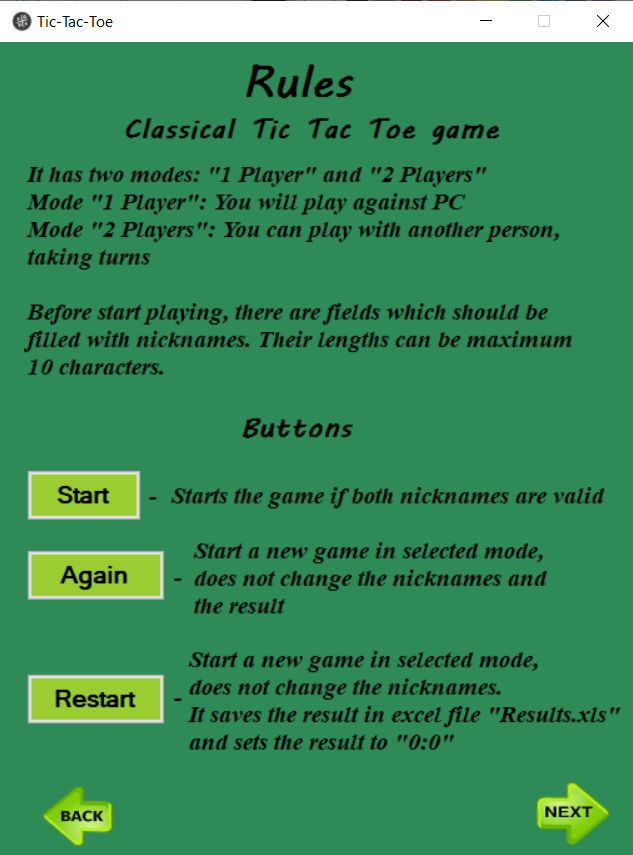 Tic-Tac-Toe
Rules
Classical Tic Tac Toe game
It has two modes: "1 Player" and "2 Players"
Mode "1 Player": You will play against PC
Mode "2 Players": You can play with another person,
taking turns
Before start playing, there are fields which should be
filled with nicknames. Their lengths can be maximum
10 characters.
Buttons
Start - Starts the game if both nicknames are valid
Start a new game in selected mode,
Again - does not change the nicknames and
the result
Start a new game in selected mode,
does not change the nicknames.
Restart - It saves the result in excel file "Results.xls"
and sets the result to "0:0"
BACK NEXT